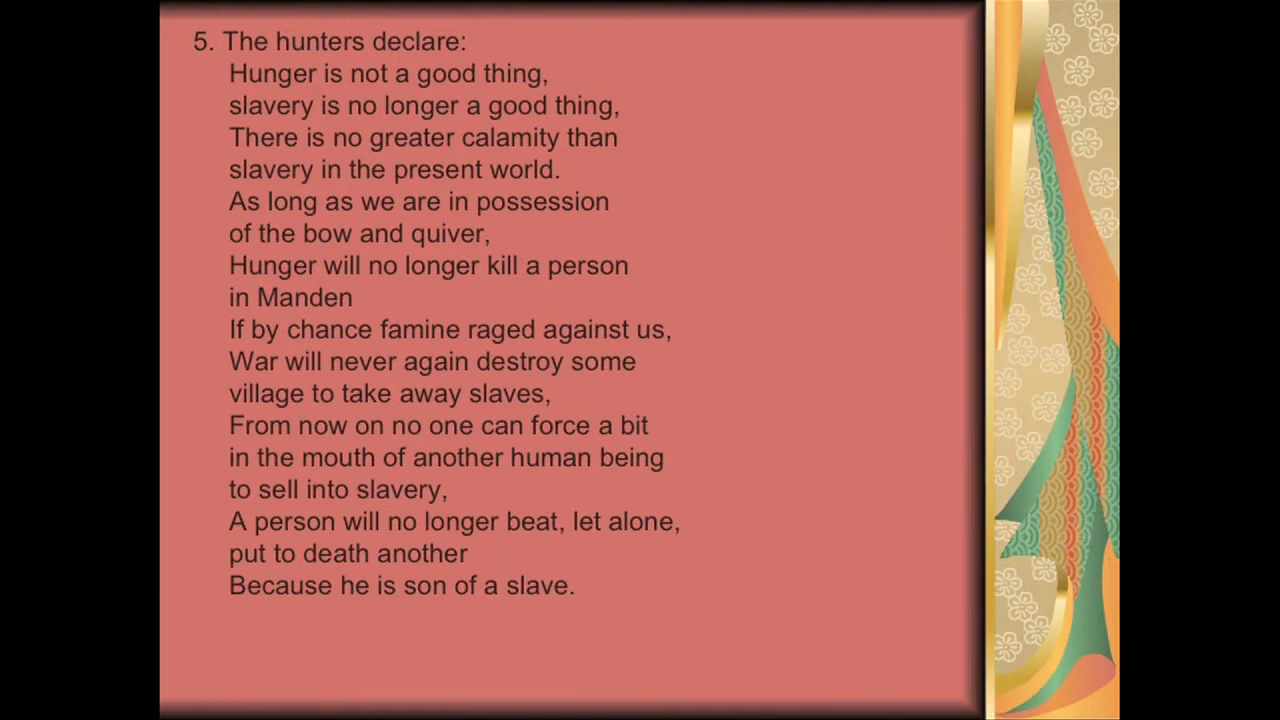 5. The hunters declare:
Hunger is not a good thing,
slavery is no longer a good thing,
There is no greater calamity than
slavery in the present world.
As long as we are in possession
of the bow and quiver,
Hunger will no longer kill a person
in Manden
If by chance famine raged against us,
War will never again destroy some
village to take away slaves,
From now on no one can force a bit
in the mouth of another human being
to sell into slavery,
A person will no longer beat, let alone,
put to death another
Because he is son of a slave.